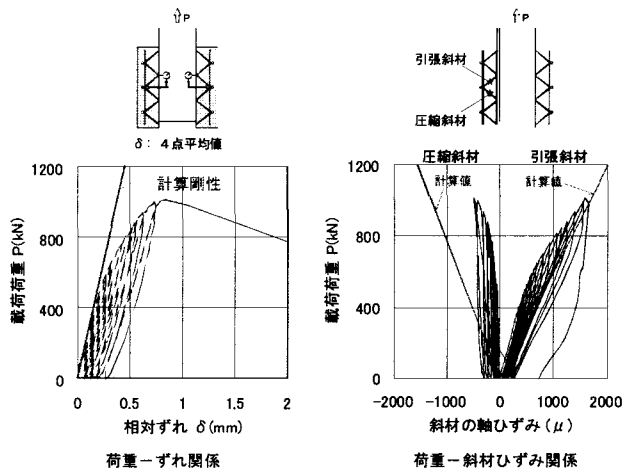 P
δ： 4点平均値
計算剛性
1200
800
400
0
載荷荷重 P(kN)
0
0.5
1
1.5
2
相対ずれ δ(mm)
荷重－ずれ関係
P
引張斜材
圧縮斜材
圧縮斜材
引張斜材
計算値
計算値
1200
800
400
0
載荷荷重 P(kN)
-2000
-1000
0
1000
2000
斜材の軸ひずみ(μ)
荷重－斜材ひずみ関係